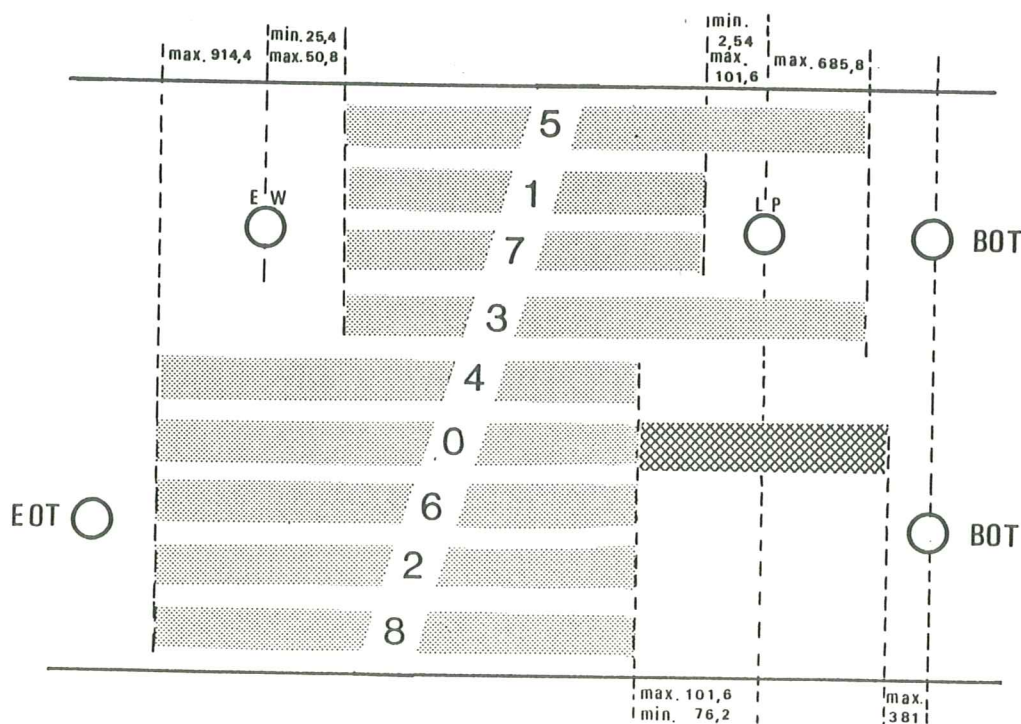 max. 914,4
min. 25,4
max. 50,8
min.
2,54
max.
101,6
max. 685,8
5
E W
1
L P
BOT
7
3
4
0
6
EOT
BOT
2
8
max. 101,6
min. 76,2
max.
381